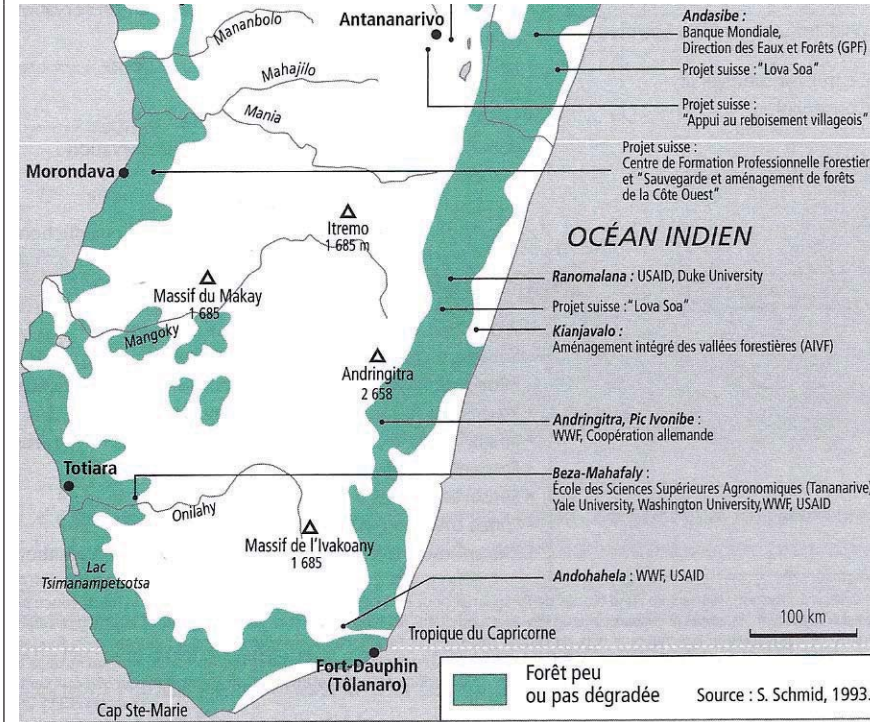 Mananbolo
Antananarivo
Andasibe :
Banque Mondiale,
Direction des Eaux et Forêts (GPF)
Projet suisse : "Lova Soa"
Mahajilo
Mania
Projet suisse :
"Appui au reboisement villageois"
Morondava
Projet suisse :
Centre de Formation Professionnelle Forestier
et "Sauvegarde et aménagement de forêts
de la Côte Ouest"
Itremo
1 685 m
OCÉAN INDIEN
Massif du Makay
1 685
Ranomalana : USAID, Duke University
Projet suisse : "Lova Soa"
Mangoky
Kianjavalo :
Aménagement intégré des vallées forestières (AIVF)
Andringitra
2 658
Andringitra, Pic Ivonibe :
WWF, Coopération allemande
Totiara
Beza-Mahafaly :
École des Sciences Supérieures Agronomiques (Tananarive)
Yale University, Washington University, WWF, USAID
Onilahy
Massif de l'Ivakoany
1 685
Lac
Tsimanampetsotsa
Andohahela : WWF, USAID
100 km
Tropique du Capricorne
Fort-Dauphin
(Tôlanaro)
Cap Ste-Marie
Forêt peu
ou pas dégradée
Source : S. Schmid, 1993.